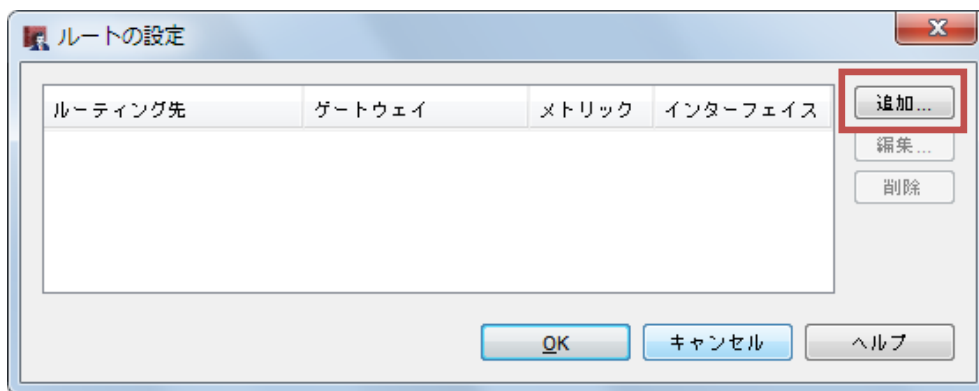 ルートの設定
ルーティング先 ゲートウェイ メトリック インターフェイス
追加...
編集...
削除
OK キャンセル ヘルプ